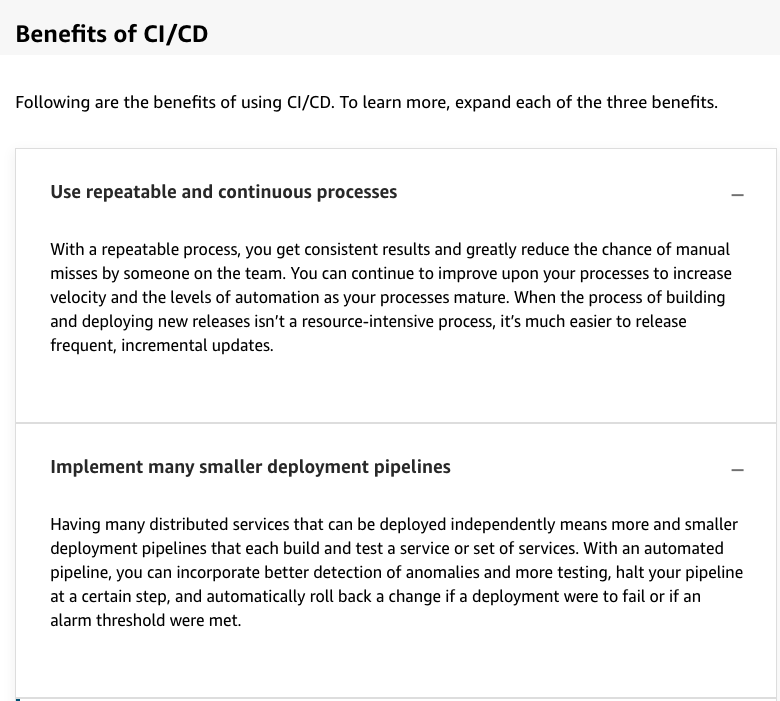 Benefits of CI/CD
Following are the benefits of using CI/CD. To learn more, expand each of the three benefits.
Use repeatable and continuous processes
With a repeatable process, you get consistent results and greatly reduce the chance of manual
misses by someone on the team. You can continue to improve upon your processes to increase
velocity and the levels of automation as your processes mature. When the process of building
and deploying new releases isn’t a resource-intensive process, it’s much easier to release
frequent, incremental updates.
Implement many smaller deployment pipelines
Having many distributed services that can be deployed independently means more and smaller
deployment pipelines that each build and test a service or set of services. With an automated
pipeline, you can incorporate better detection of anomalies and more testing, halt your pipeline
at a certain step, and automatically roll back a change if a deployment were to fail or if an
alarm threshold were met.